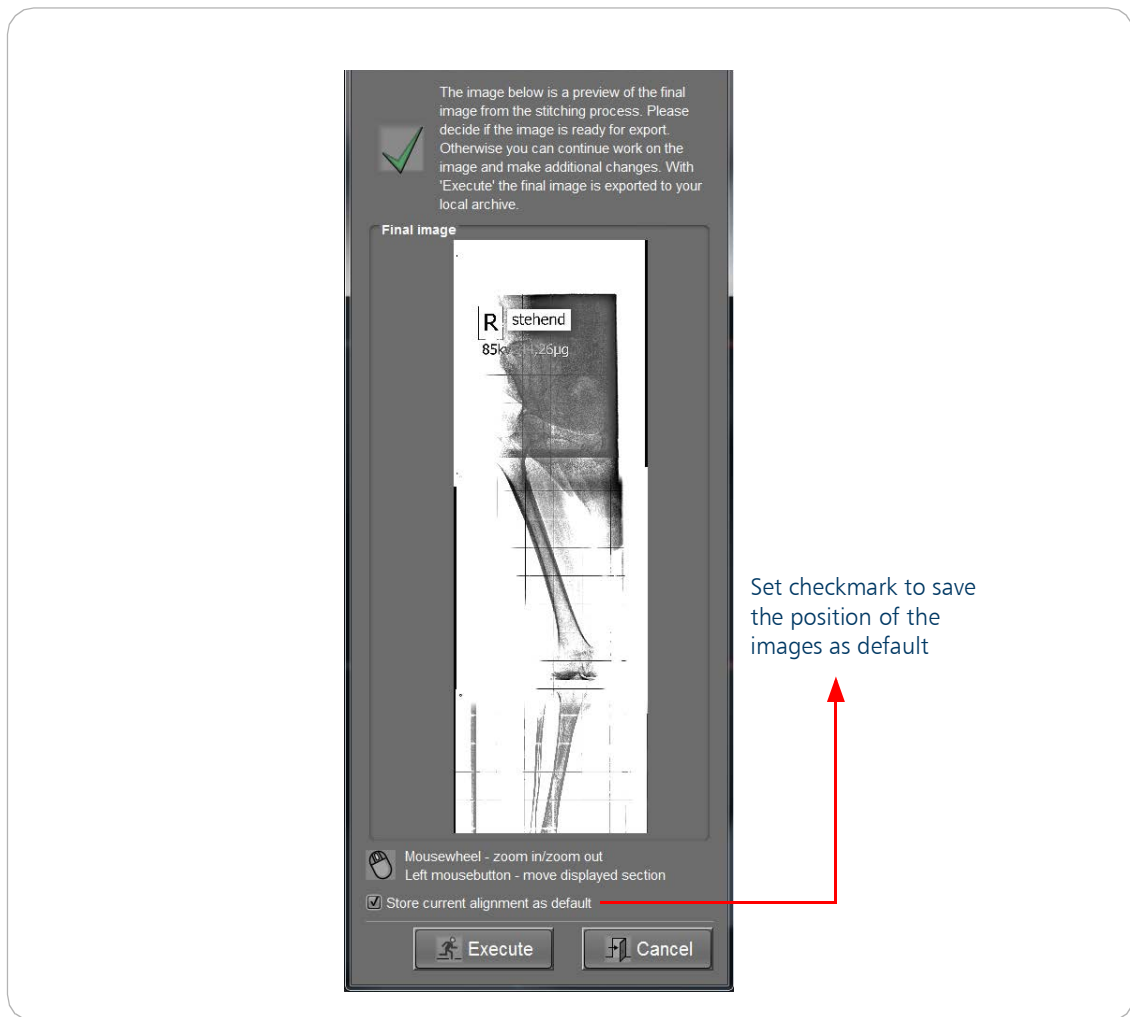 The image below is a preview of the final
image from the stitching process. Please
decide if the image is ready for export.
Otherwise you can continue work on the
image and make additional changes. With
'Execute' the final image is exported to your
local archive.
Final image
R
stehend
85kv
.26µg
Set checkmark to save
the position of the
images as default
Mousewheel - zoom in/zoom out
Left mousebutton - move displayed section
Store current alignment as default
Execute
Cancel